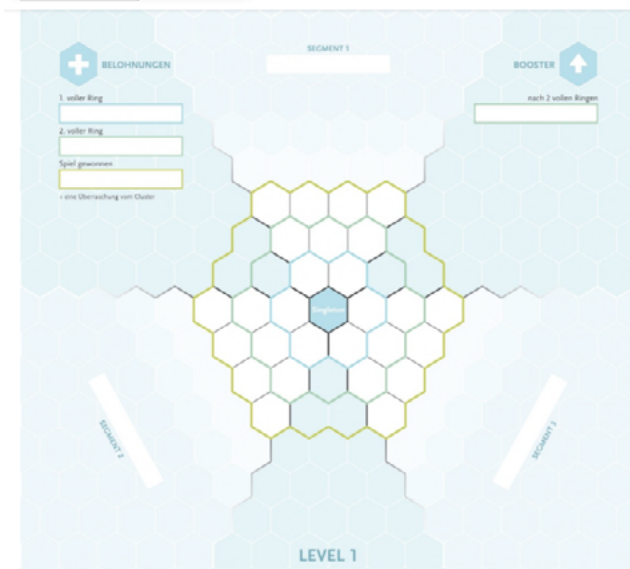 SEGMENT 1
BELOHNUNGEN
BOOSTER
1. voller Ring
nach 2 vollen Ringen
2. voller Ring
Spiel gewonnen
+ eine Überraschung vom Cluster
Singleton
SEGMENT 2
SEGMENT 3
LEVEL 1